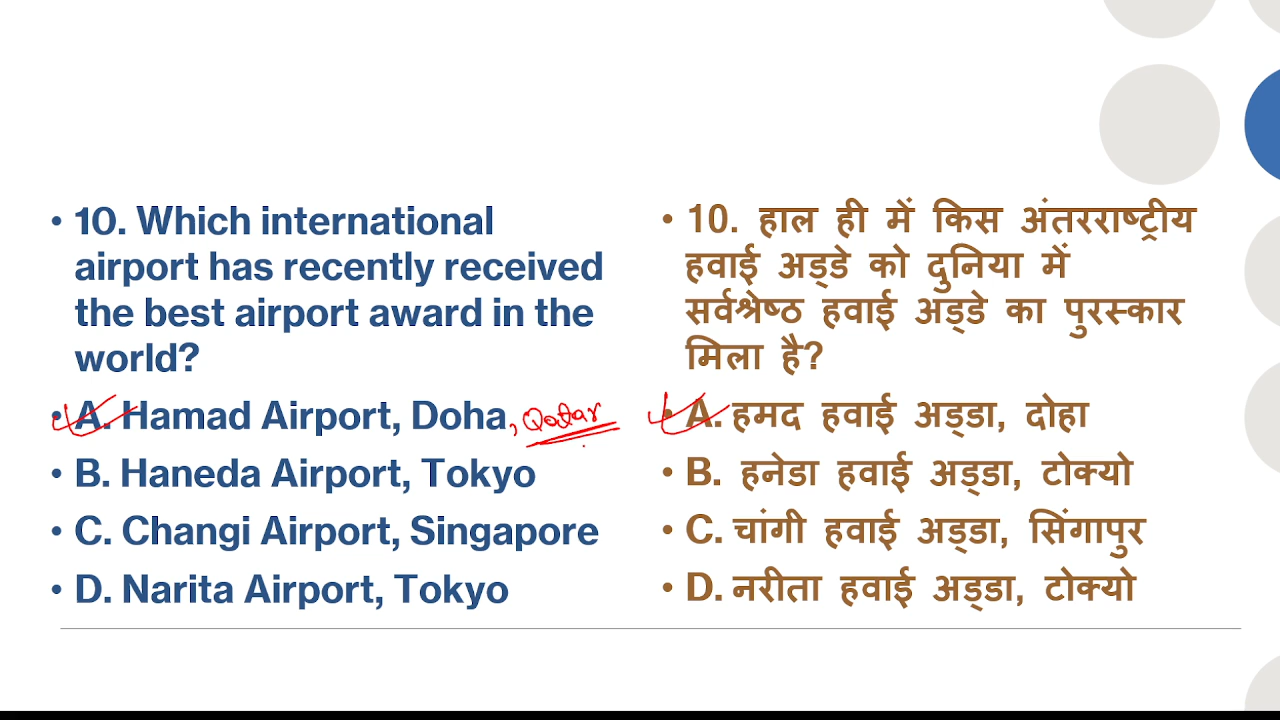 • 10. Which international
airport has recently received
the best airport award in the
world?
• A. Hamad Airport, Doha, Qatar
• B. Haneda Airport, Tokyo
• C. Changi Airport, Singapore
• D. Narita Airport, Tokyo
• 10. हाल ही में किस अंतरराष्ट्रीय
हवाई अड्डे को दुनिया में
सर्वश्रेष्ठ हवाई अड्डे का पुरस्कार
मिला है?
• A. हमद हवाई अड्डा, दोहा
• B. हनेडा हवाई अड्डा, टोक्यो
• C. चांगी हवाई अड्डा, सिंगापुर
• D. नरीता हवाई अड्डा, टोक्यो